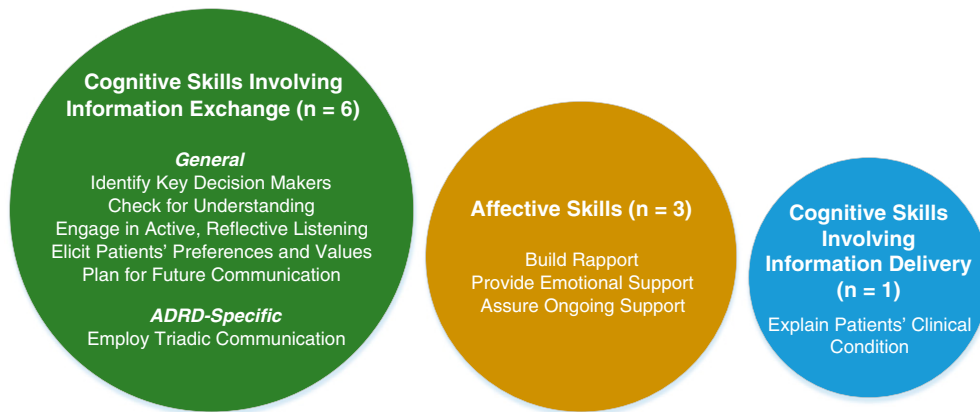 Cognitive Skills Involving
Information Exchange (n = 6)
General
Identify Key Decision Makers
Check for Understanding
Engage in Active, Reflective Listening
Elicit Patients’ Preferences and Values
Plan for Future Communication
ADRD-Specific
Employ Triadic Communication
Affective Skills (n = 3)
Build Rapport
Provide Emotional Support
Assure Ongoing Support
Cognitive Skills
Involving
Information Delivery
(n = 1)
Explain Patients’ Clinical
Condition